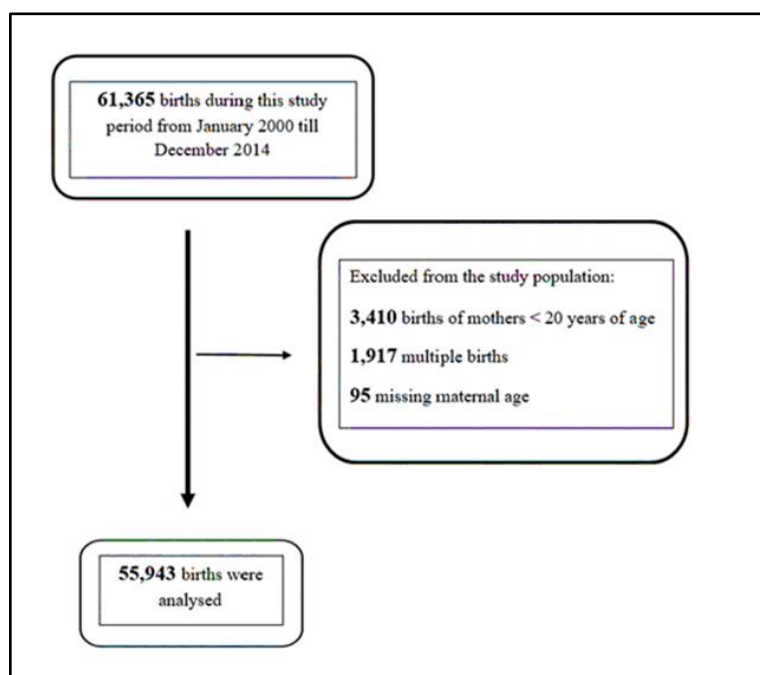 61,365 births during this study
period from January 2000 till
December 2014
Excluded from the study population:
3,410 births of mothers < 20 years of age
1,917 multiple births
95 missing maternal age
55,943 births were
analysed